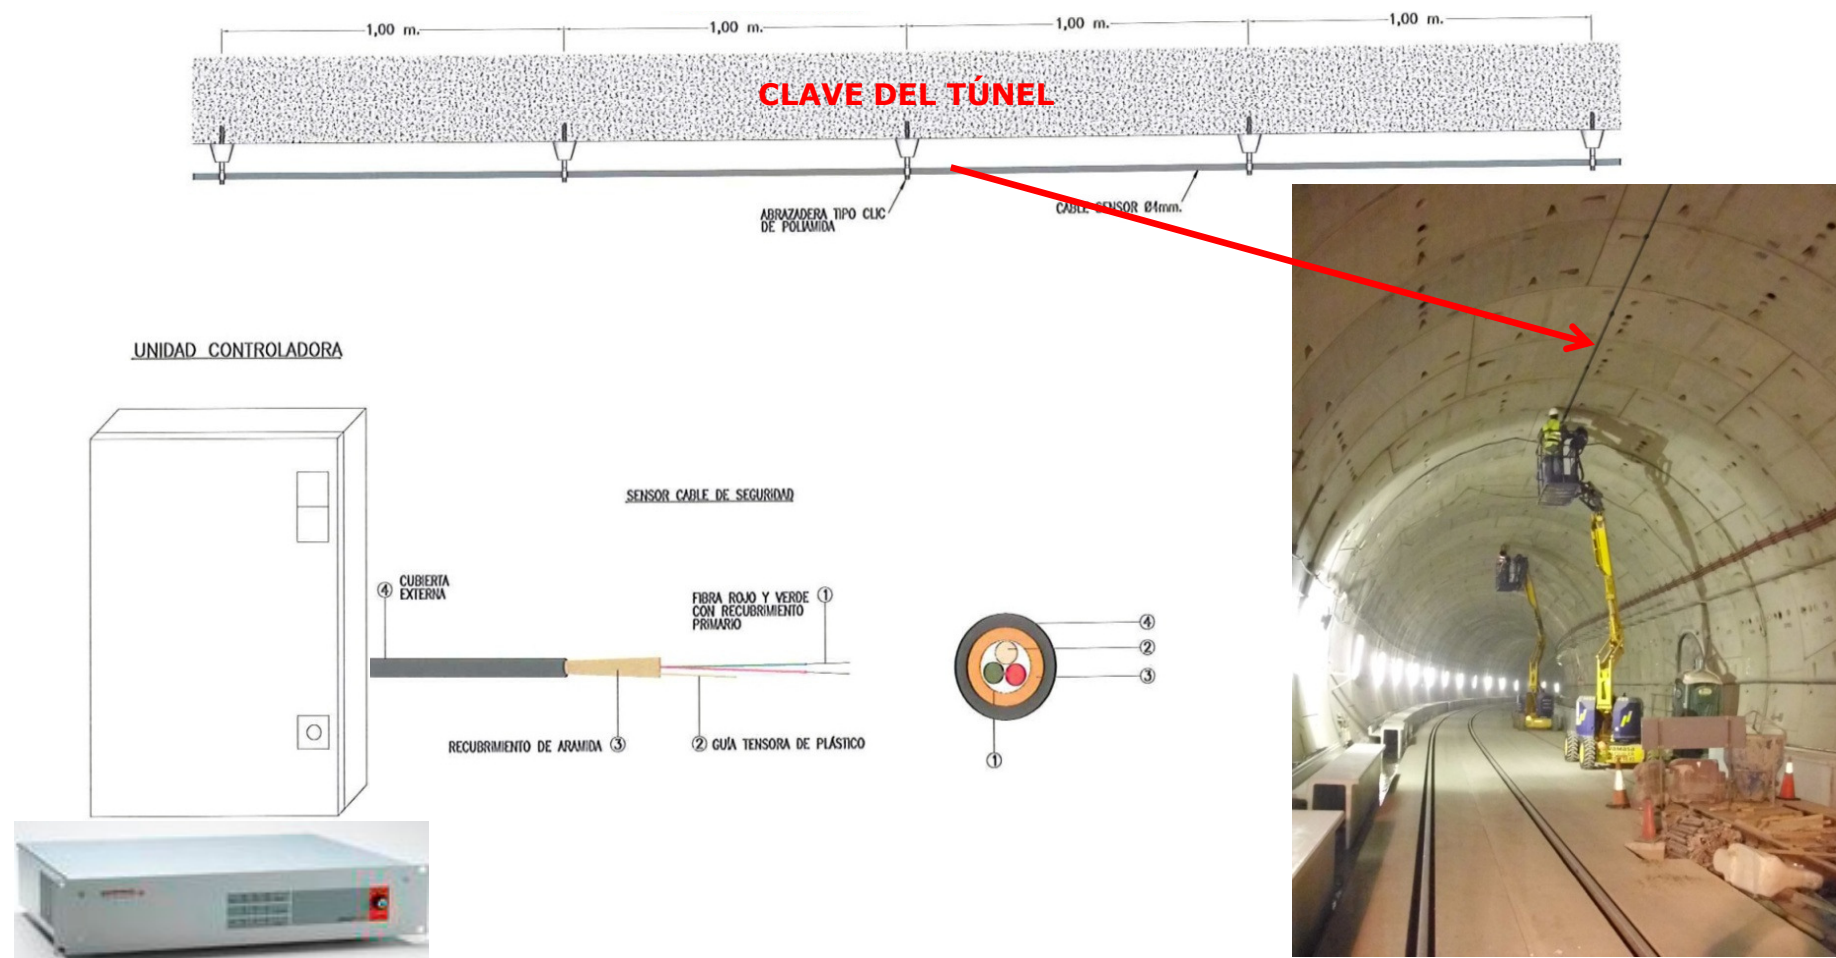 1,00 m.
1,00 m.
1,00 m.
1,00 m.
CLAVE DEL TÚNEL
ABRAZADERA TIPO CLIC
DE POLIAMIDA
CABLE SENSOR Ø4mm.
UNIDAD CONTROLADORA
SENSOR CABLE DE SEGURIDAD
④ CUBIERTA
EXTERNA
FIBRA ROJO Y VERDE ①
CON RECUBRIMIENTO
PRIMARIO
RECUBRIMIENTO DE ARAMIDA ③
② GUÍA TENSORA DE PLÁSTICO
④
②
③
①